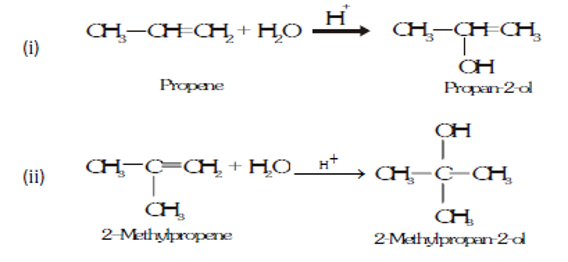 (i) CH₃–CH=CH₂ + H₂O H⁺ CH₃–CH–CH₃
OH
Propene Propan-2-ol
OH
(ii) CH₃–C=CH₂ + H₂O H⁺ CH₃–C–CH₃
CH₃ CH₃
2-Methylpropene 2-Methylpropan-2-ol